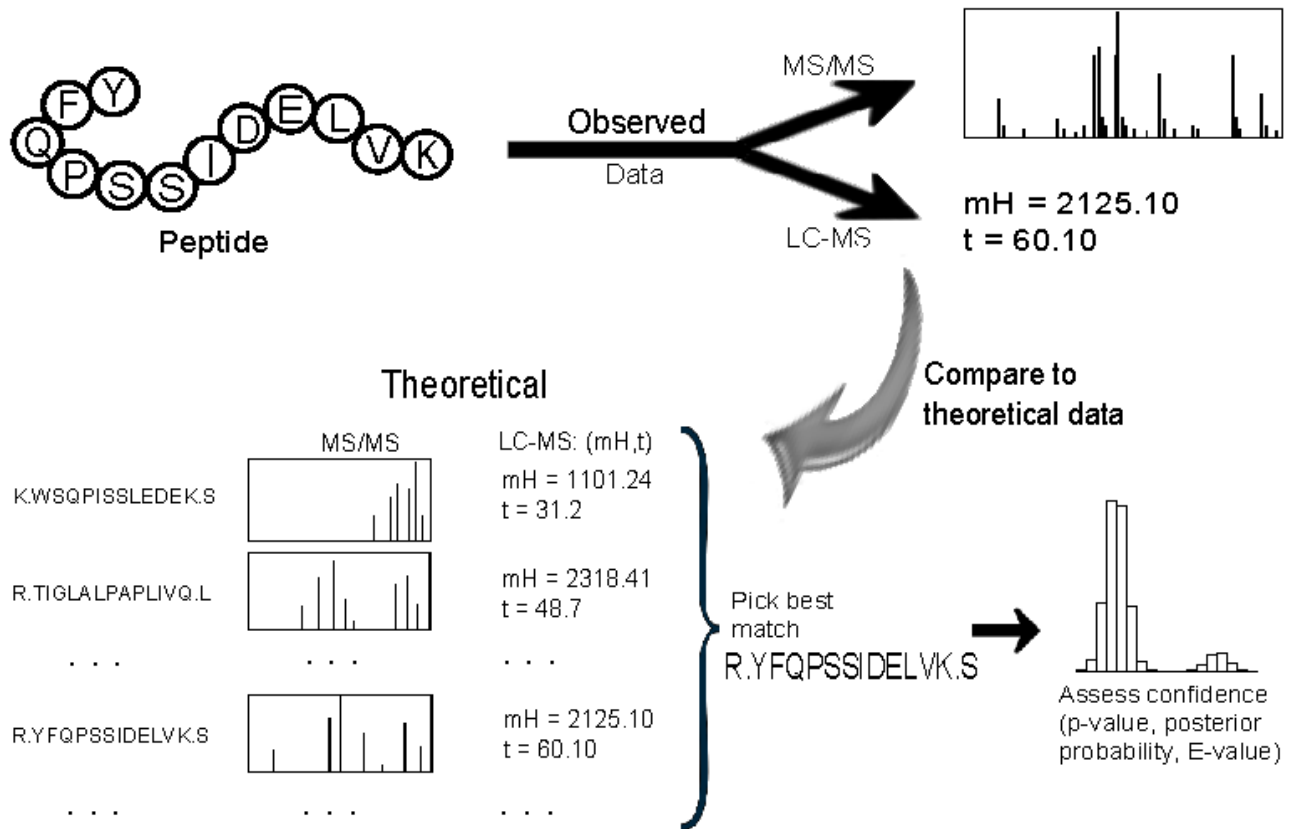 Y
F
Q
P
S
S
I
D
E
L
V
K
Peptide
Observed
Data
MS/MS
LC-MS
mH = 2125.10
t = 60.10
Compare to
theoretical data
Theoretical
MS/MS
LC-MS: (mH,t)
K.WSQPISSLEDEK.S
mH = 1101.24
t = 31.2
R.TIGLALPAPLIVQ.L
mH = 2318.41
t = 48.7
. . .
. . .
. . .
R.YFQPSSIDELVK.S
mH = 2125.10
t = 60.10
. . .
. . .
. . .
Pick best
match
R.YFQPSSIDELVK.S
Assess confidence
(p-value, posterior
probability, E-value)